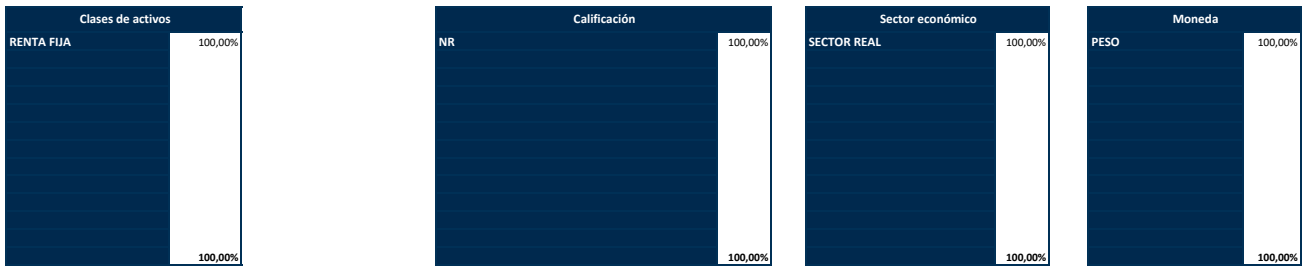 Clases de activos
RENTA FIJA 100,00%
100,00%
Calificación
NR 100,00%
100,00%
Sector económico
SECTOR REAL 100,00%
100,00%
Moneda
PESO 100,00%
100,00%